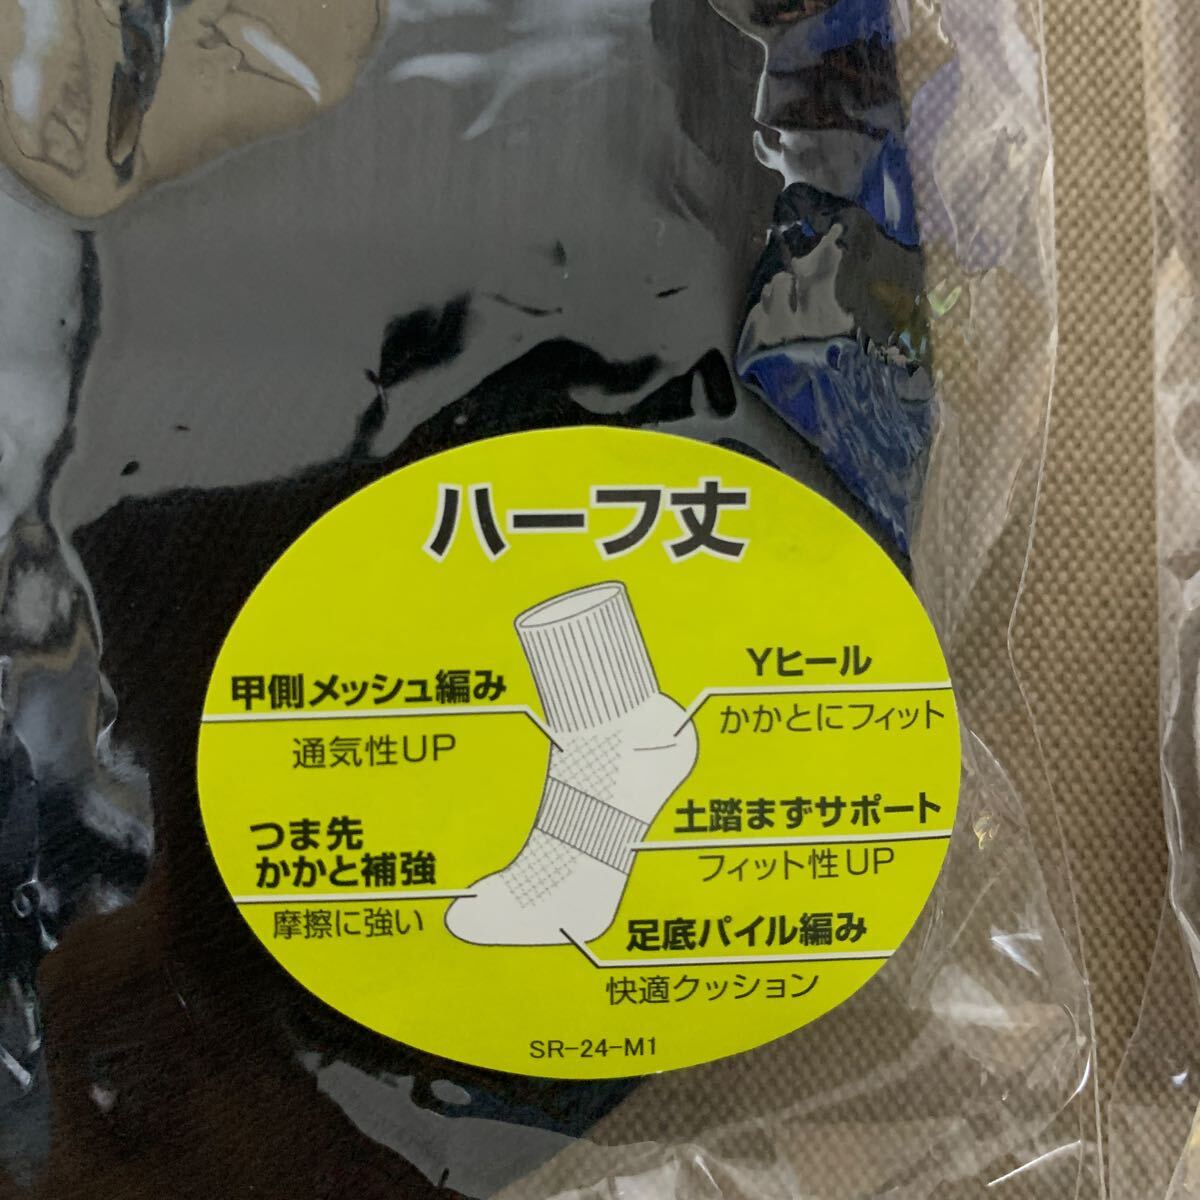 ハーフ丈
甲側メッシュ編み
通気性UP
つま先
かかと補強
摩擦に強い
Yヒール
かかとにフィット
土踏まずサポート
フィット性UP
足底パイル編み
快適クッション
SR-24-M1